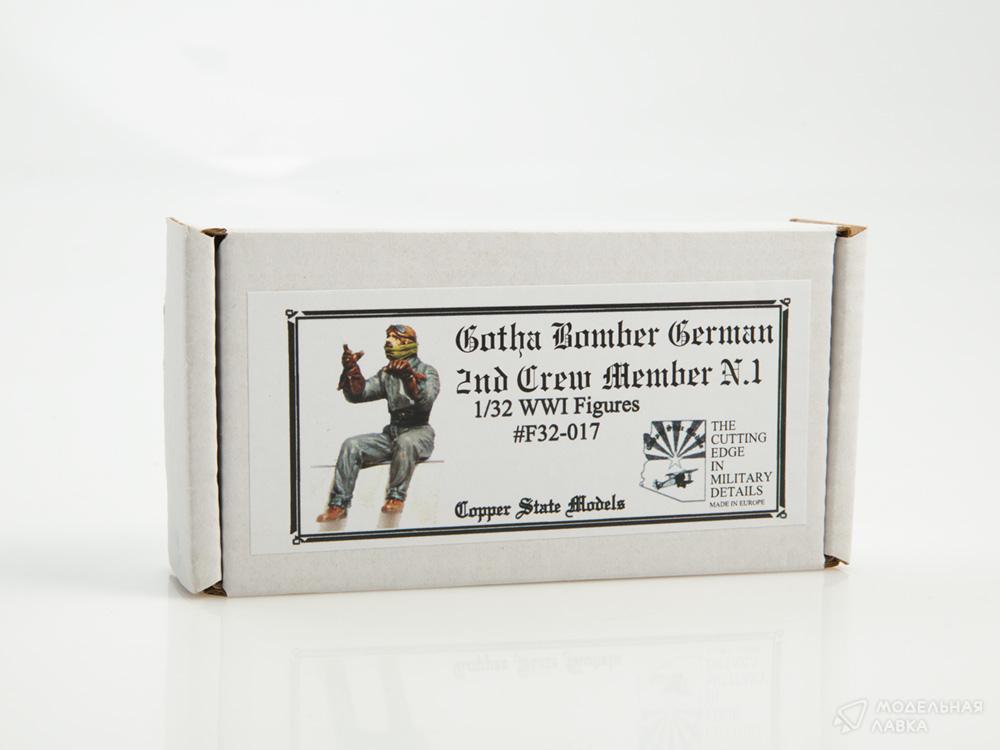 Gotha Bomber German
2nd Crew Member N.1
1/32 WWI Figures
#F32-017
THE
CUTTING
EDGE
IN
MILITARY
DETAILS
MADE IN EUROPE
Copper State Models
МОДЕЛЬНАЯ
ЛАВКА